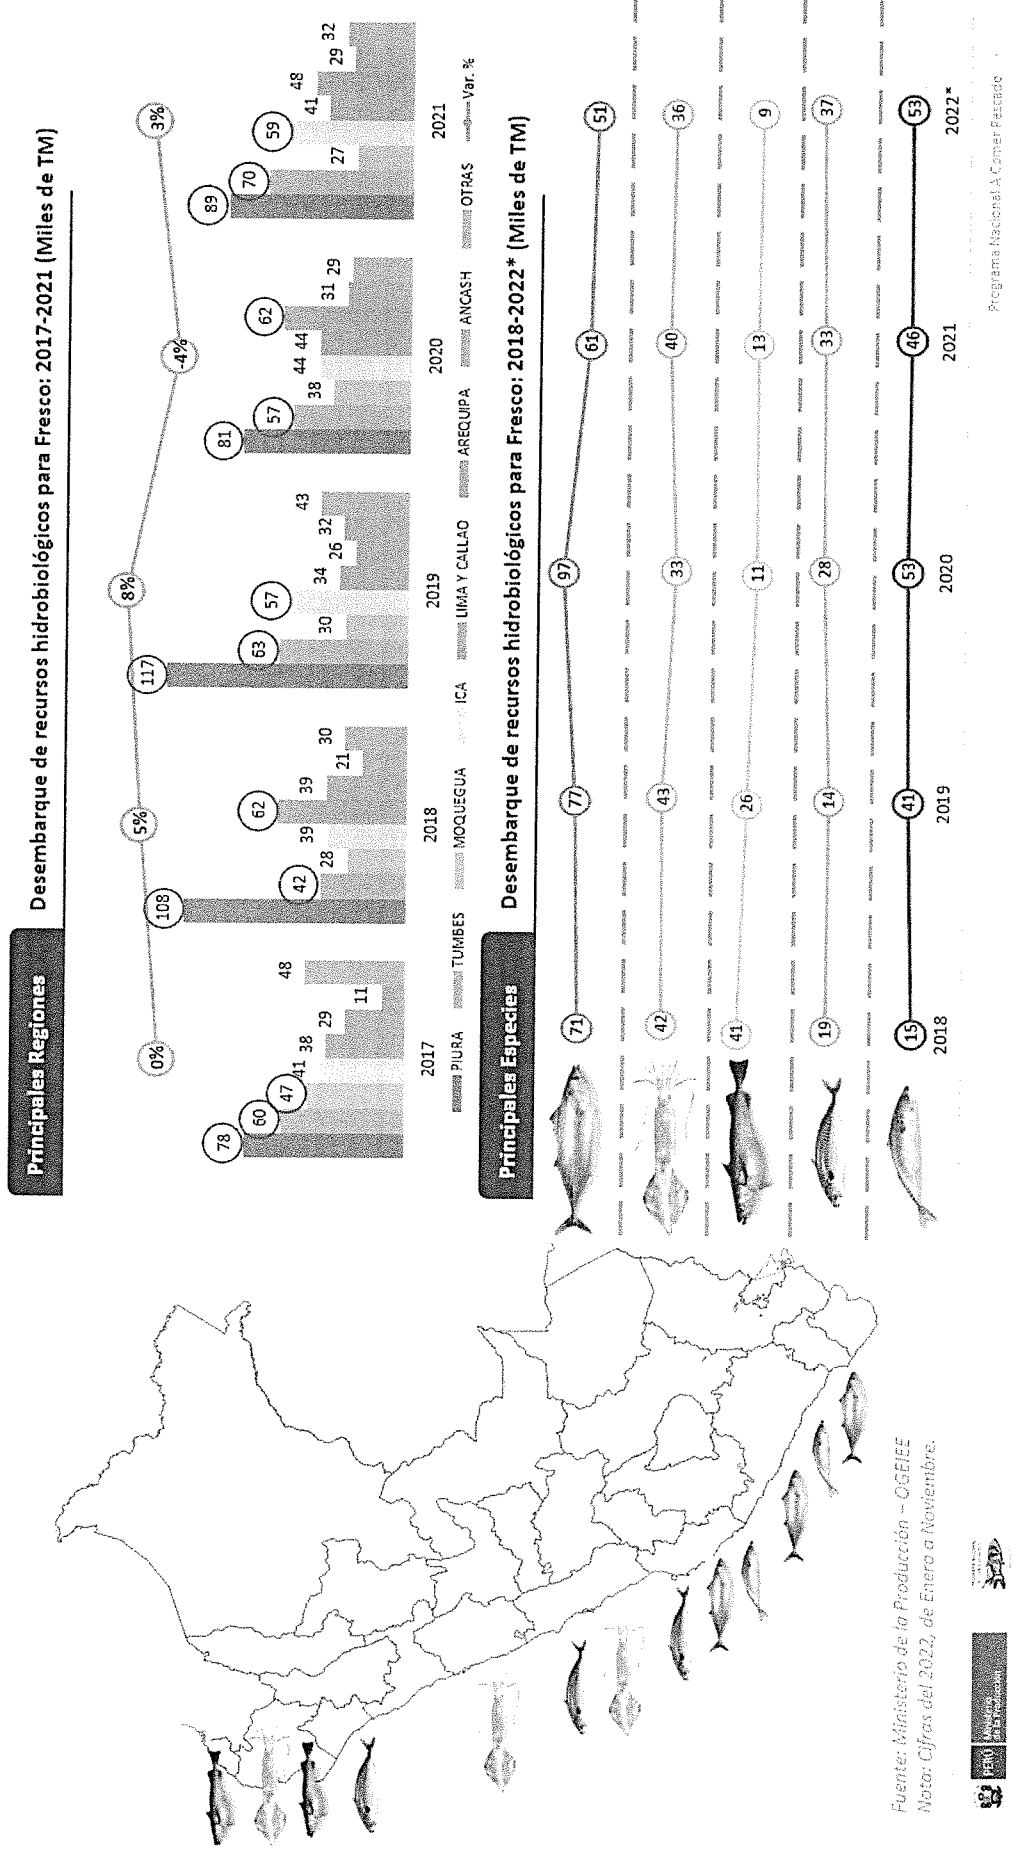 Principales Regiones
Desembarque de recursos hidrobiológicos para Fresco: 2017-2021 (Miles de TM)
0% 5% 8% -4% 3%
78 60 47 41 38 29 11 48
108 42 28 39 62 39 21 30
117 63 30 57 34 26 32 43
81 57 38 44 44 62 31 29
89 70 27 59 41 48 29 32
2017 2018 2019 2020 2021
PIURA TUMBES MOQUEGUA ICA LIMA Y CALLAO AREQUIPA ANCASH OTRAS Var. %
Principales Especies
Desembarque de recursos hidrobiológicos para Fresco: 2018-2022* (Miles de TM)
71 77 97 61 51
42 43 33 40 36
41 26 11 13 9
19 14 28 33 37
15 41 53 46 53
2018 2019 2020 2021 2022*
Fuente: Ministerio de la Producción – OGEIEE
Nota: Cifras del 2022, de Enero a Noviembre.
PERÚ
Ministerio
de la Producción
Programa Nacional A Comer Pescado